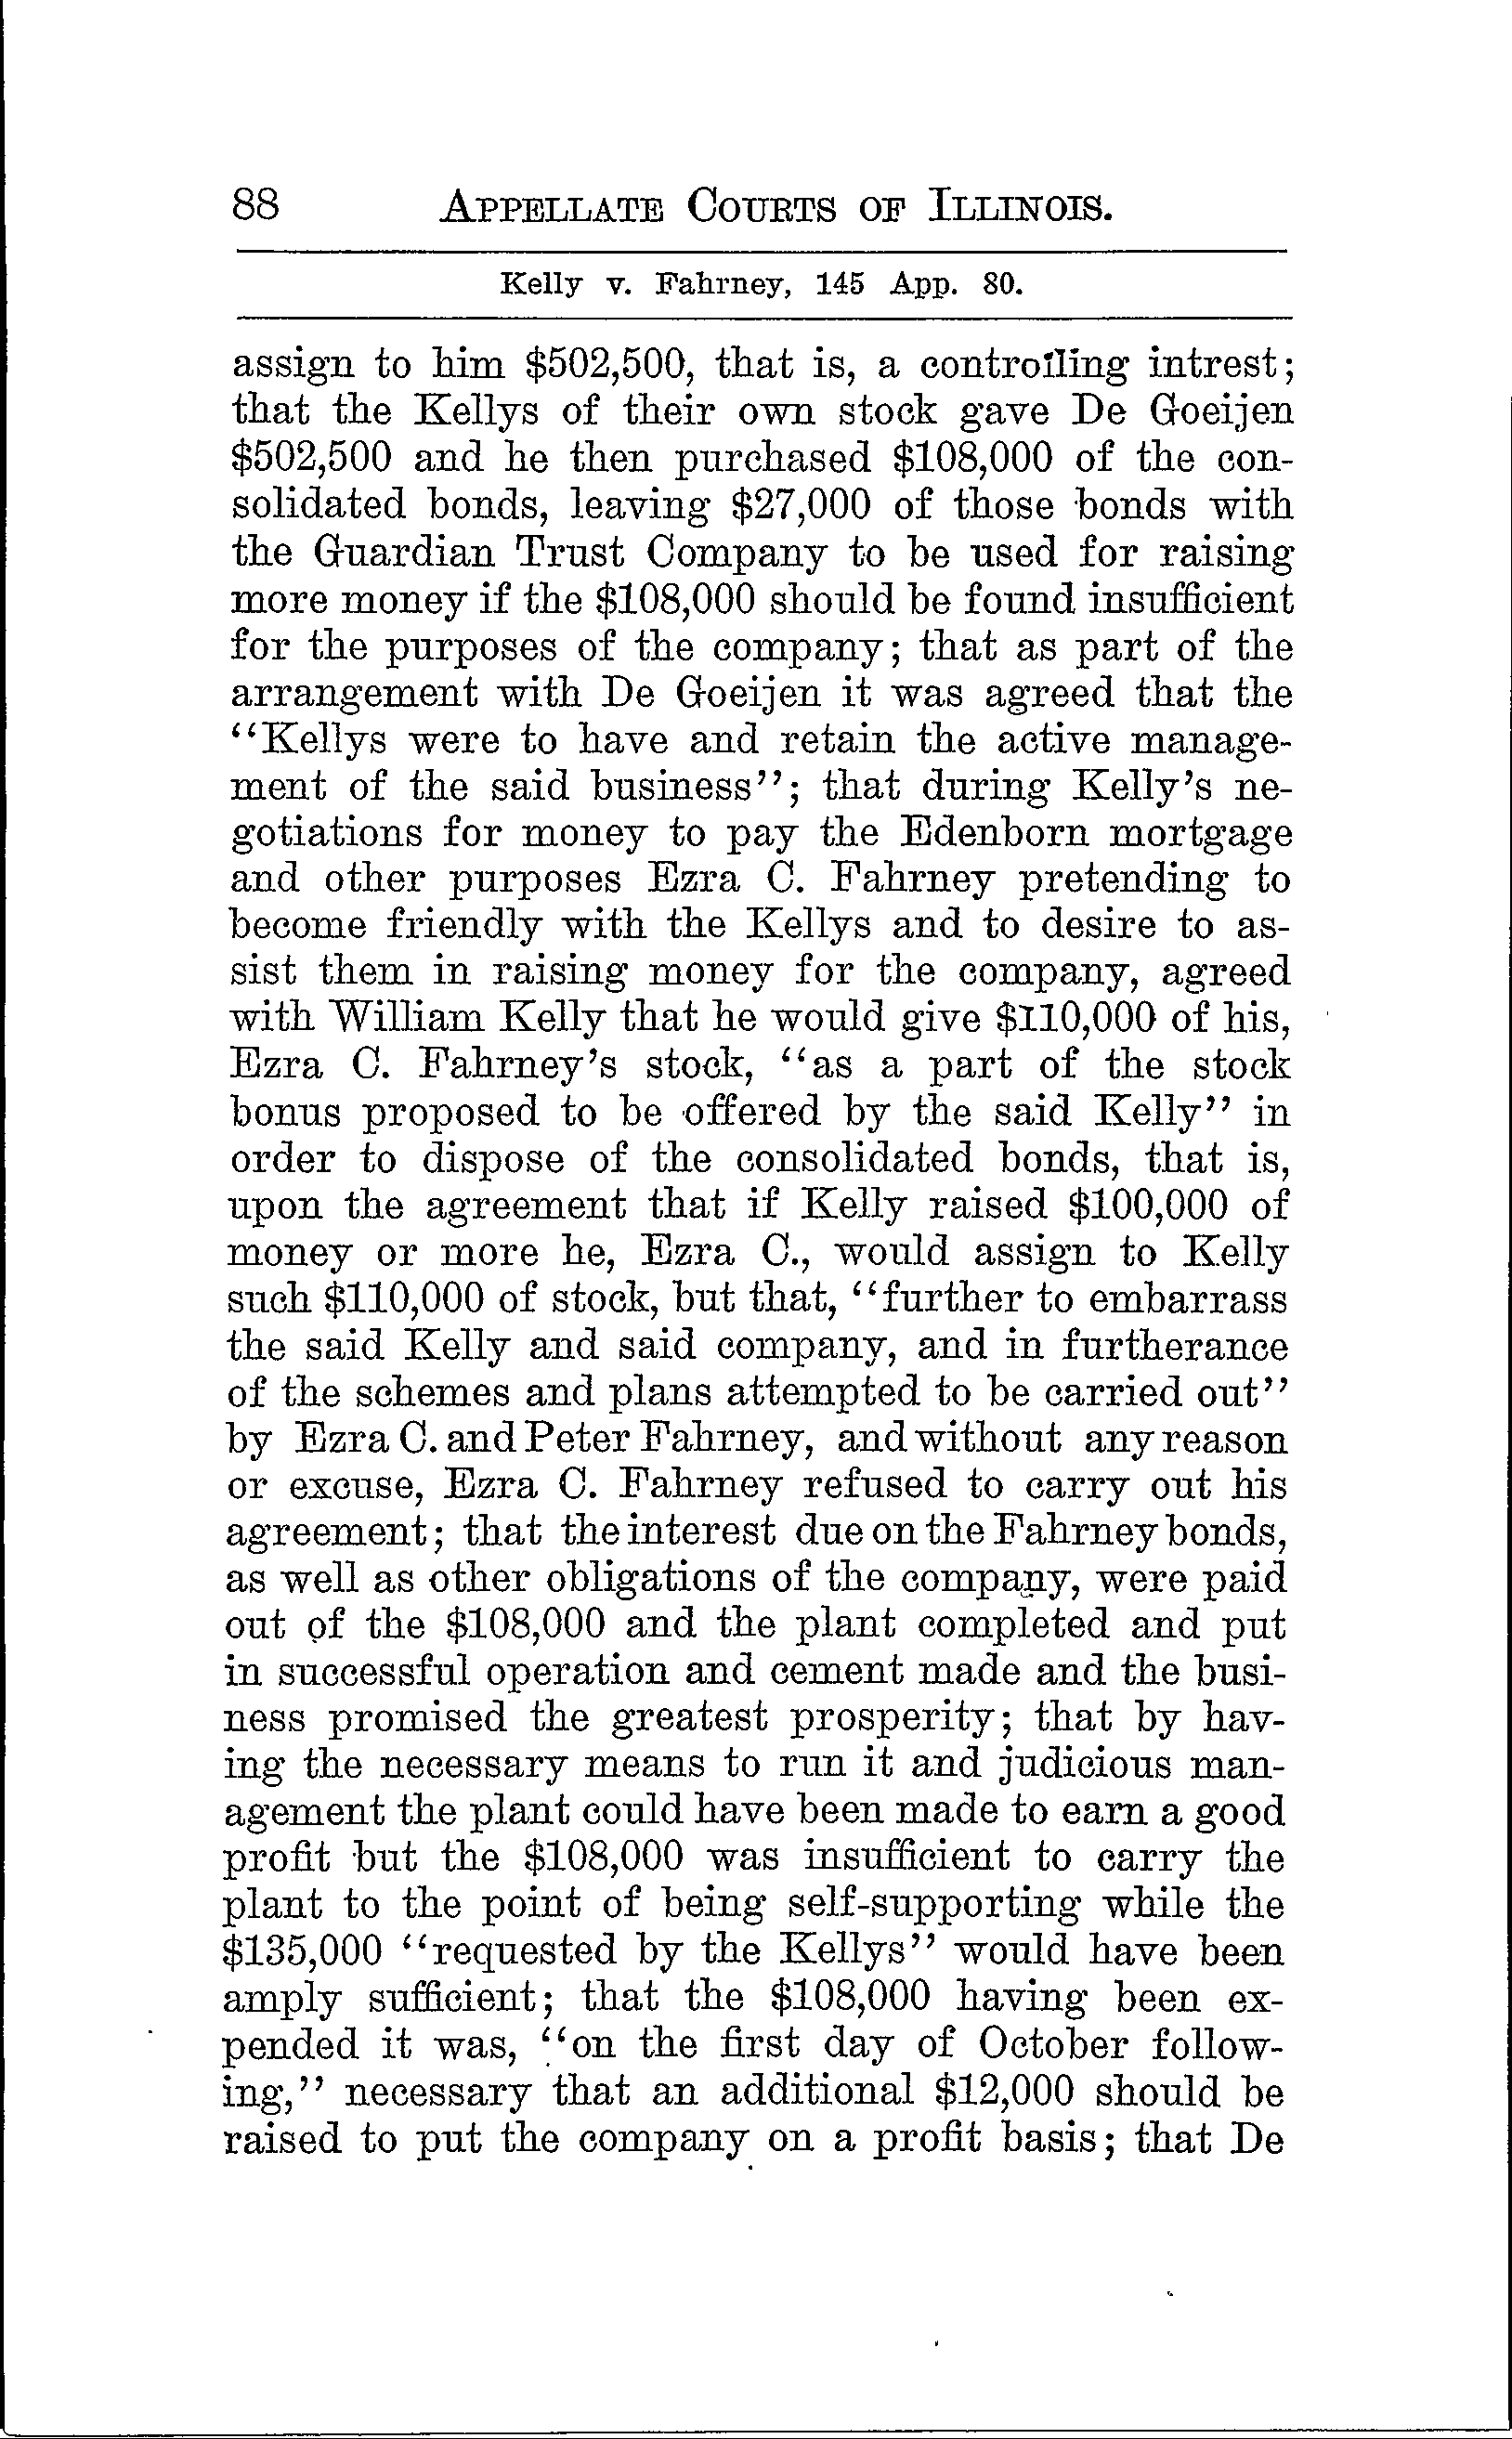 88 APPELLATE COURTS OF ILLINOIS.
Kelly v. Fahrney, 145 App. 80.
assign to him $502,500, that is, a controlling intrest;
that the Kellys of their own stock gave De Goeijen
$502,500 and he then purchased $108,000 of the con-
solidated bonds, leaving $27,000 of those bonds with
the Guardian Trust Company to be used for raising
more money if the $108,000 should be found insufficient
for the purposes of the company; that as part of the
arrangement with De Goeijen it was agreed that the
“Kellys were to have and retain the active manage-
ment of the said business”; that during Kelly’s ne-
gotiations for money to pay the Edenborn mortgage
and other purposes Ezra C. Fahrney pretending to
become friendly with the Kellys and to desire to as-
sist them in raising money for the company, agreed
with William Kelly that he would give $110,000 of his,
Ezra C. Fahrney’s stock, “as a part of the stock
bonus proposed to be offered by the said Kelly” in
order to dispose of the consolidated bonds, that is,
upon the agreement that if Kelly raised $100,000 of
money or more he, Ezra C., would assign to Kelly
such $110,000 of stock, but that, “further to embarrass
the said Kelly and said company, and in furtherance
of the schemes and plans attempted to be carried out”
by Ezra C. and Peter Fahrney, and without any reason
or excuse, Ezra C. Fahrney refused to carry out his
agreement; that the interest due on the Fahrney bonds,
as well as other obligations of the company, were paid
out of the $108,000 and the plant completed and put
in successful operation and cement made and the busi-
ness promised the greatest prosperity; that by hav-
ing the necessary means to run it and judicious man-
agement the plant could have been made to earn a good
profit but the $108,000 was insufficient to carry the
plant to the point of being self-supporting while the
$135,000 “requested by the Kellys” would have been
amply sufficient; that the $108,000 having been ex-
pended it was, “on the first day of October follow-
ing,” necessary that an additional $12,000 should be
raised to put the company on a profit basis; that De